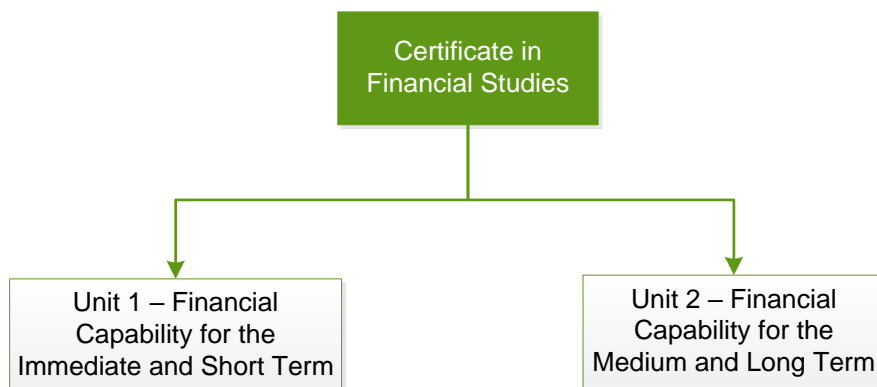 Certificate in
Financial Studies
Unit 1 – Financial
Capability for the
Immediate and Short Term
Unit 2 – Financial
Capability for the
Medium and Long Term